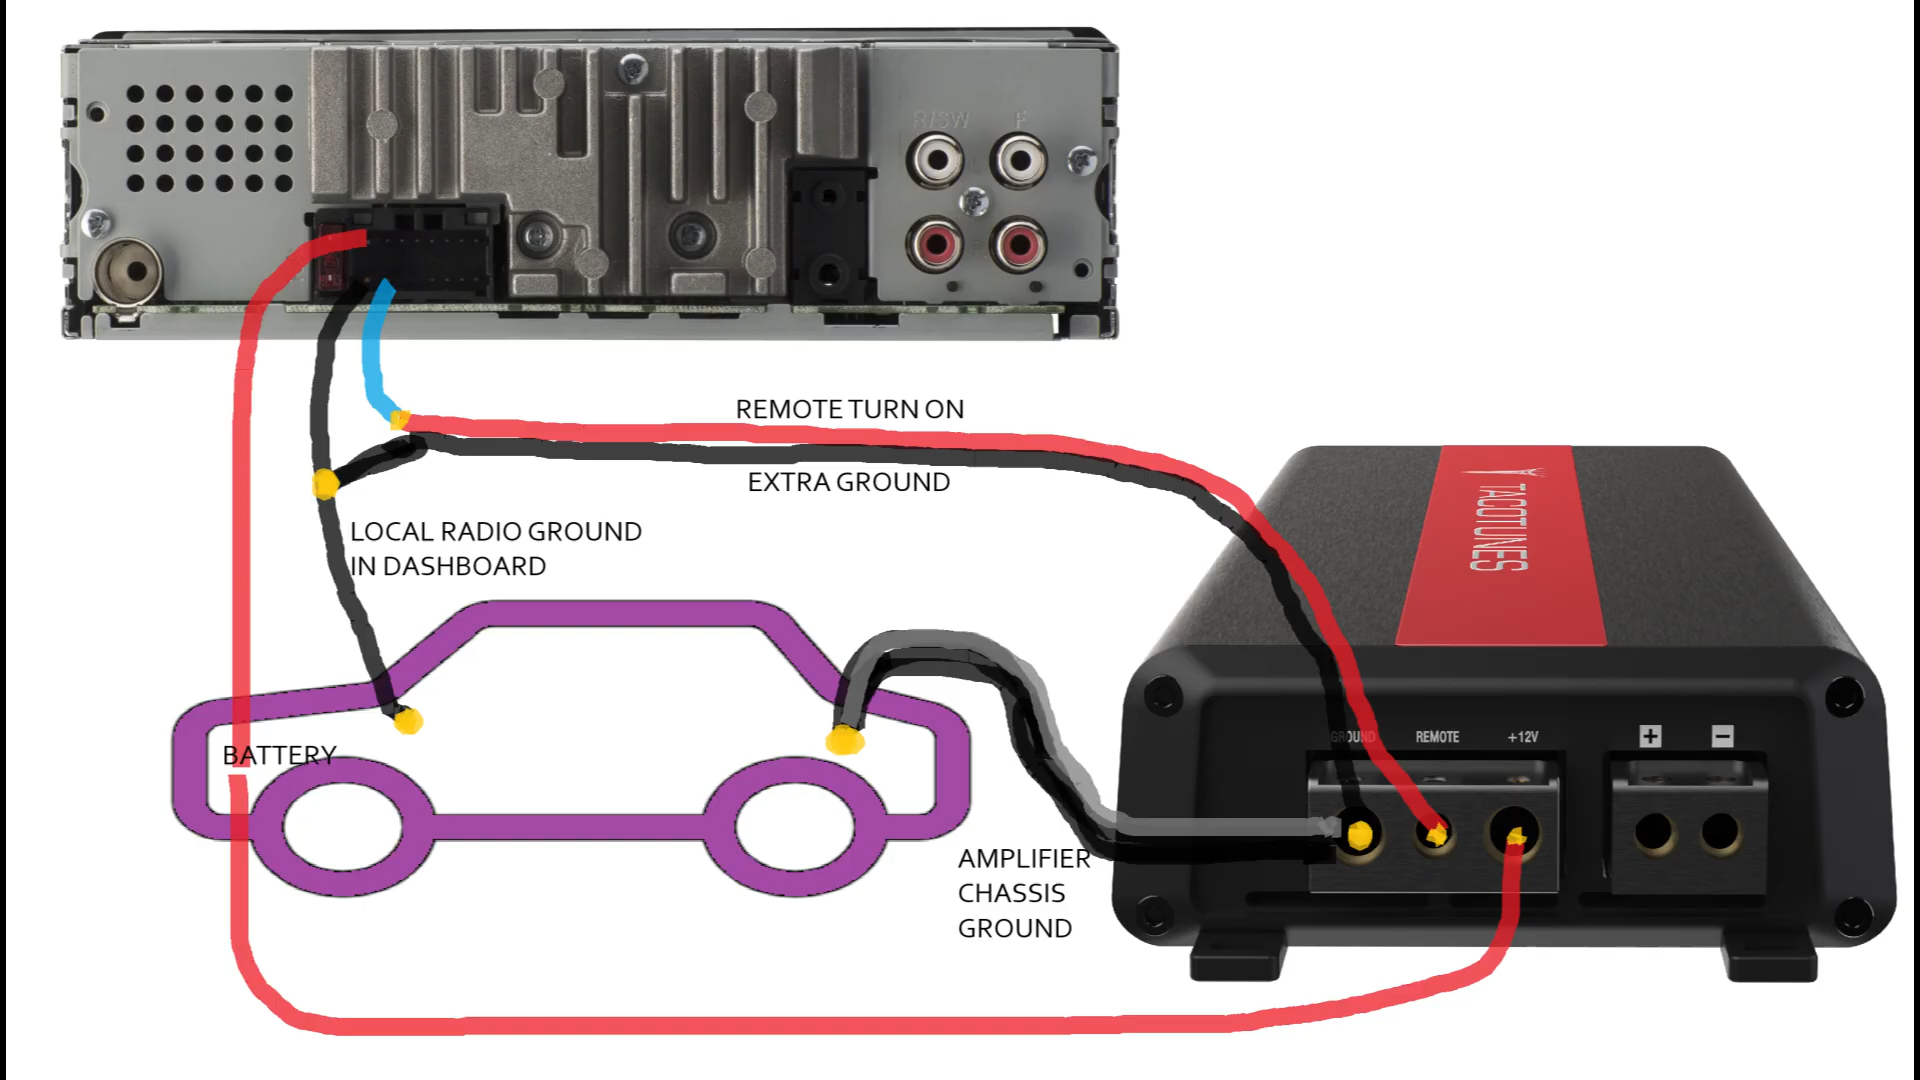 R/SW F
REMOTE TURN ON
EXTRA GROUND
LOCAL RADIO GROUND
IN DASHBOARD
BATTERY
TACOTUNES
GROUND REMOTE +12V + −
AMPLIFIER
CHASSIS
GROUND